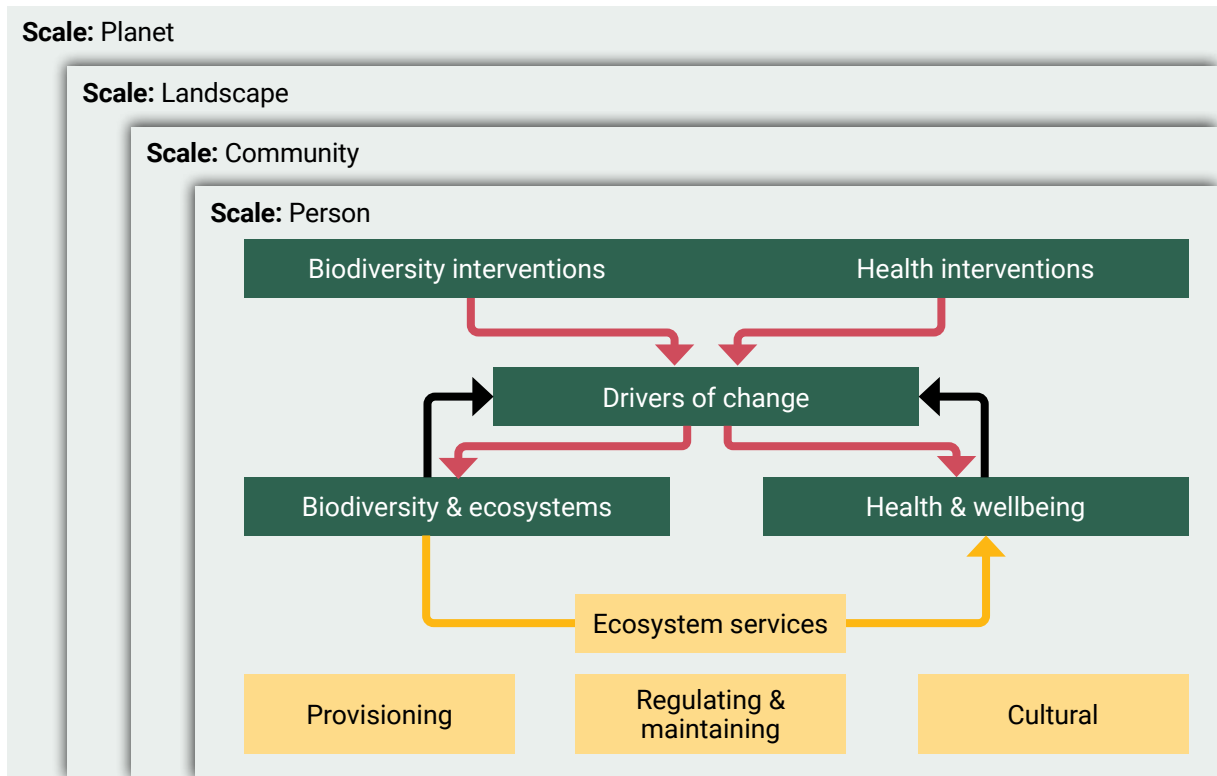 Scale: Planet
Scale: Landscape
Scale: Community
Scale: Person
Biodiversity interventions
Health interventions
Drivers of change
Biodiversity & ecosystems
Health & wellbeing
Ecosystem services
Provisioning
Regulating &
maintaining
Cultural